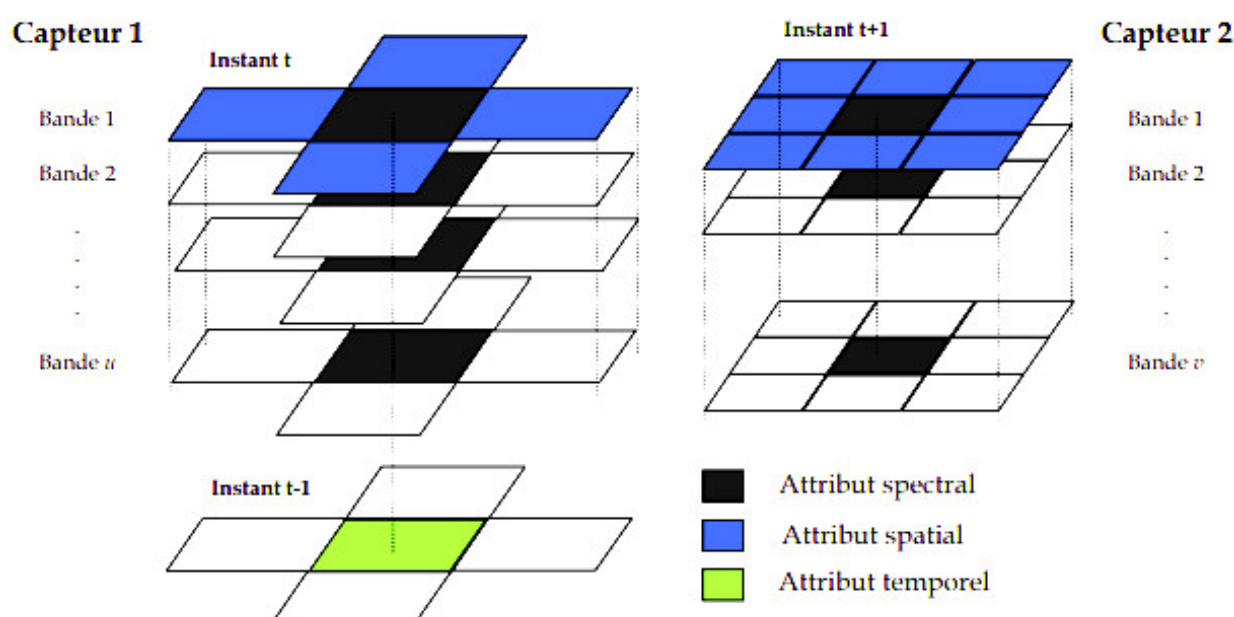 Capteur 1
Instant t
Bande 1
Bande 2
Bande u
Instant t-1
Instant t+1
Capteur 2
Bande 1
Bande 2
Bande v
Attribut spectral
Attribut spatial
Attribut temporel